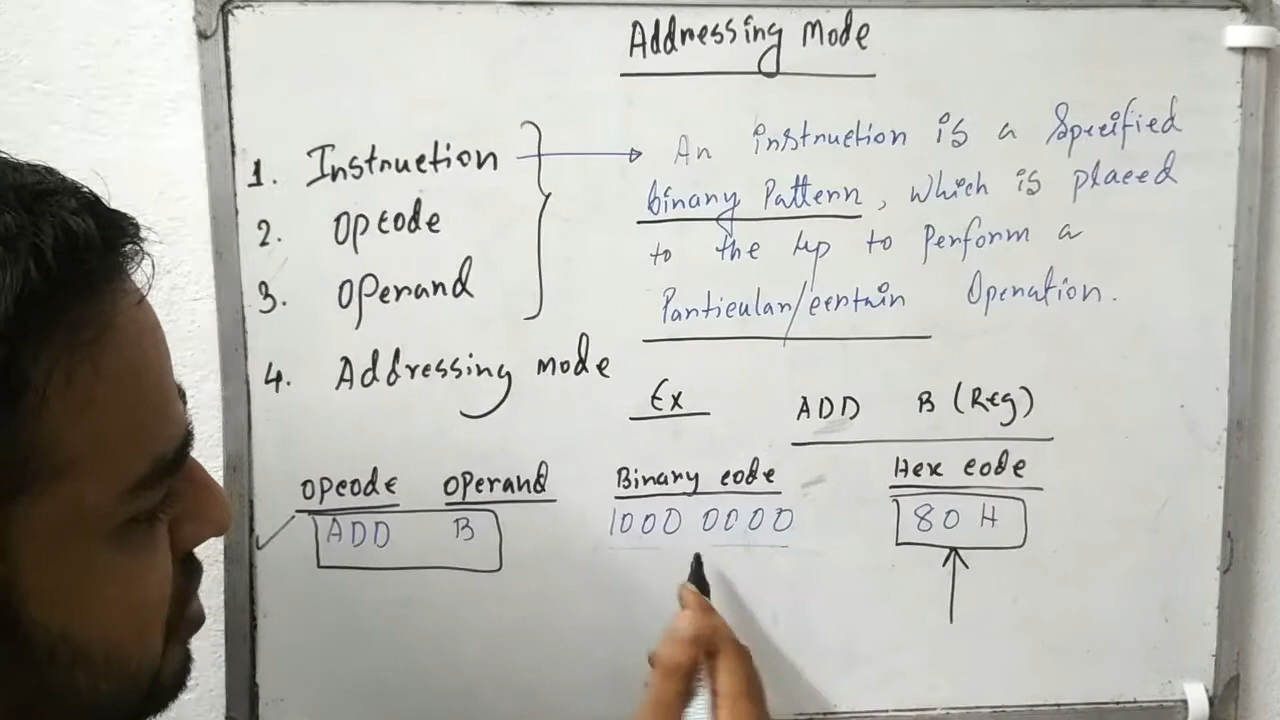 Addressing Mode
1. Instruction
2. Opcode
3. Operand
4. Addressing mode
An instruction is a Specified
binary Pattern, which is placed
to the μp to Perform a
Particular/certain Operation.
Ex ADD B (Reg)
Opcode Operand Binary code Hex code
ADD B 1000 0000 80 H